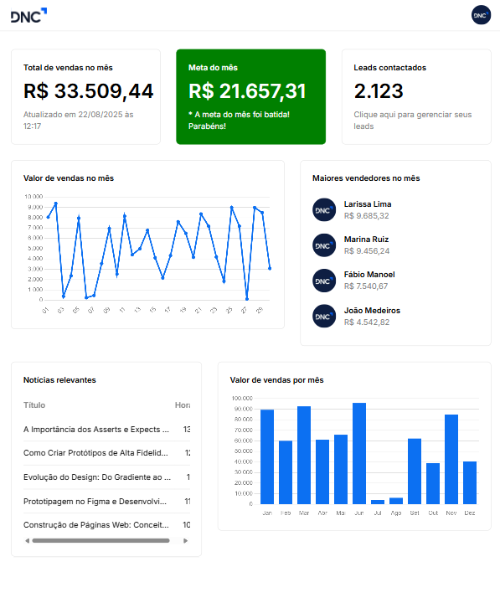 DNC
DNC
Total de vendas no mês
R$ 33.509,44
Atualizado em 22/08/2025 às
12:17
Meta do mês
R$ 21.657,31
* A meta do mês foi batida!
Parabéns!
Leads contactados
2.123
Clique aqui para gerenciar seus
leads
Valor de vendas no mês
10.000
9.000
8.000
7.000
6.000
5.000
4.000
3.000
2.000
1.000
0
01 03 05 07 09 11 13 15 17 19 21 23 25 27 29
Maiores vendedores no mês
DNC
Larissa Lima
R$ 9.685,32
DNC
Marina Ruiz
R$ 9.456,24
DNC
Fábio Manoel
R$ 7.540,67
DNC
João Medeiros
R$ 4.542,82
Notícias relevantes
Título Hor
A Importância dos Asserts e Expects ... 13
Como Criar Protótipos de Alta Fidelid... 12
Evolução do Design: Do Gradiente ao ... 1
Prototipagem no Figma e Desenvolvi... 11
Construção de Páginas Web: Conceit... 10
Valor de vendas por mês
100.000
90.000
80.000
70.000
60.000
50.000
40.000
30.000
20.000
10.000
0
Jan Feb Mar Abr Mai Jun Jul Ago Set Out Nov Dez